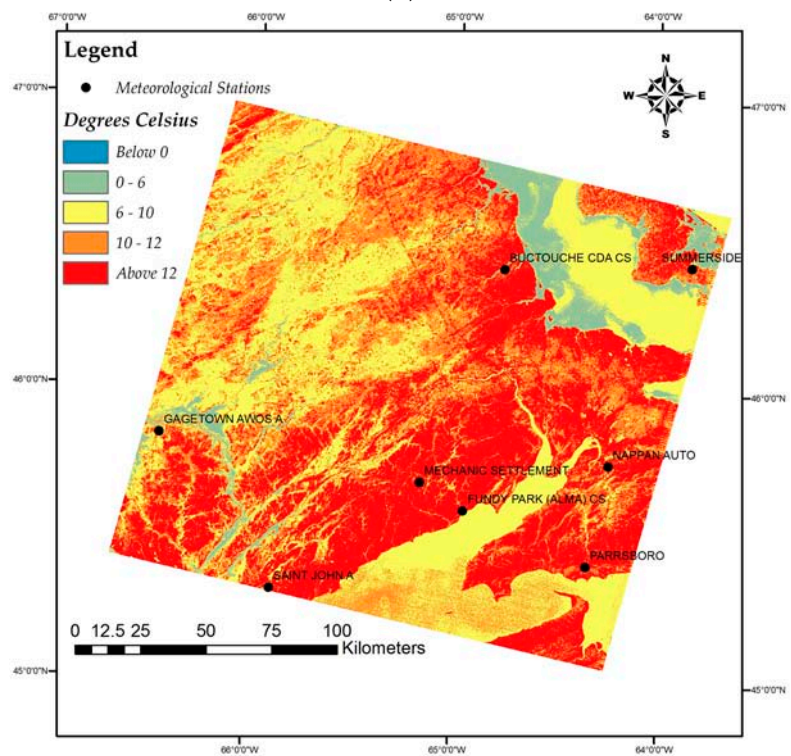 67°0'0"W 66°0'0"W 65°0'0"W 64°0'0"W
Legend
Meteorological Stations
Degrees Celsius
Below 0
0 - 6
6 - 10
10 - 12
Above 12
N
W E
S
47°0'0"N 47°0'0"N
BUCTOUCHE CDA CS SUMMERSIDE
46°0'0"N 46°0'0"N
GAGETOWN AWOS A
NAPPAN AUTO
MECHANIC SETTLEMENT
FUNDY PARK (ALMA) CS
PARRSBORO
SAINT JOHN A
0 12.5 25 50 75 100
Kilometers
45°0'0"N 45°0'0"N
66°0'0"W 65°0'0"W 64°0'0"W